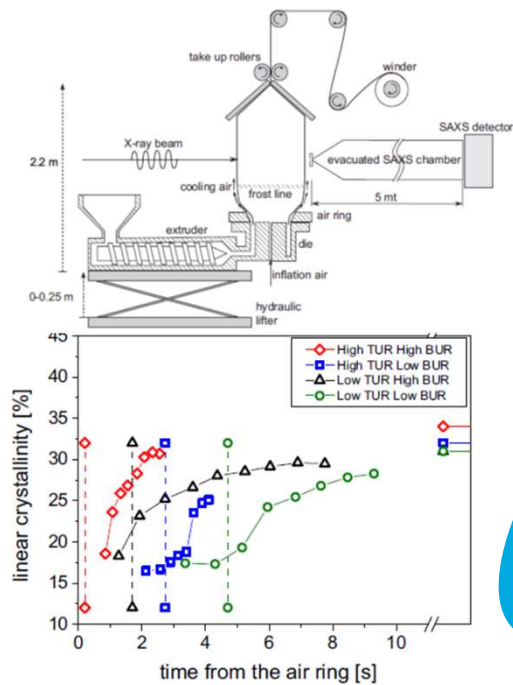 take up rollers
winder
SAXS detector
X-ray beam
evacuated SAXS chamber
2.2 m
cooling air
frost line
5 mt
air ring
extruder
die
inflation air
0-0.25 m
hydraulic
lifter
45
40
35
30
25
20
15
10
linear crystallinity [%]
High TUR High BUR
High TUR Low BUR
Low TUR High BUR
Low TUR Low BUR
0 2 4 6 8 10
time from the air ring [s]